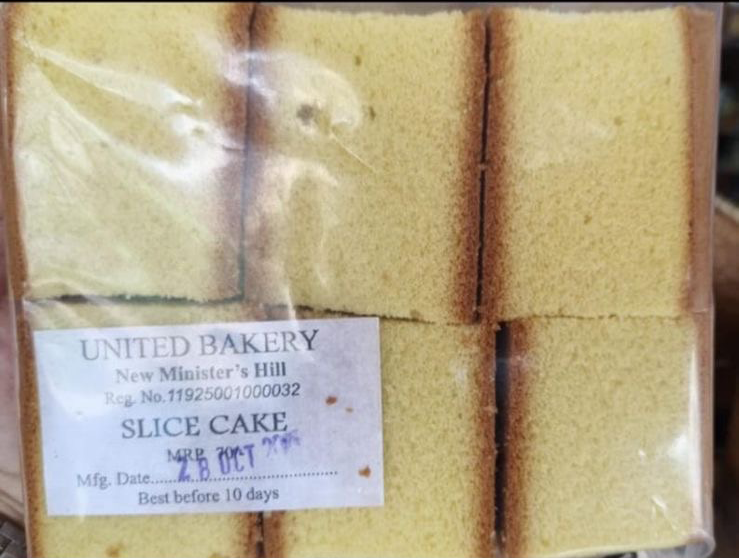 UNITED BAKERY
New Minister's Hill
Reg. No.11925001000032
SLICE CAKE
MRP
28 OCT
Mfg. Date..................................
Best before 10 days